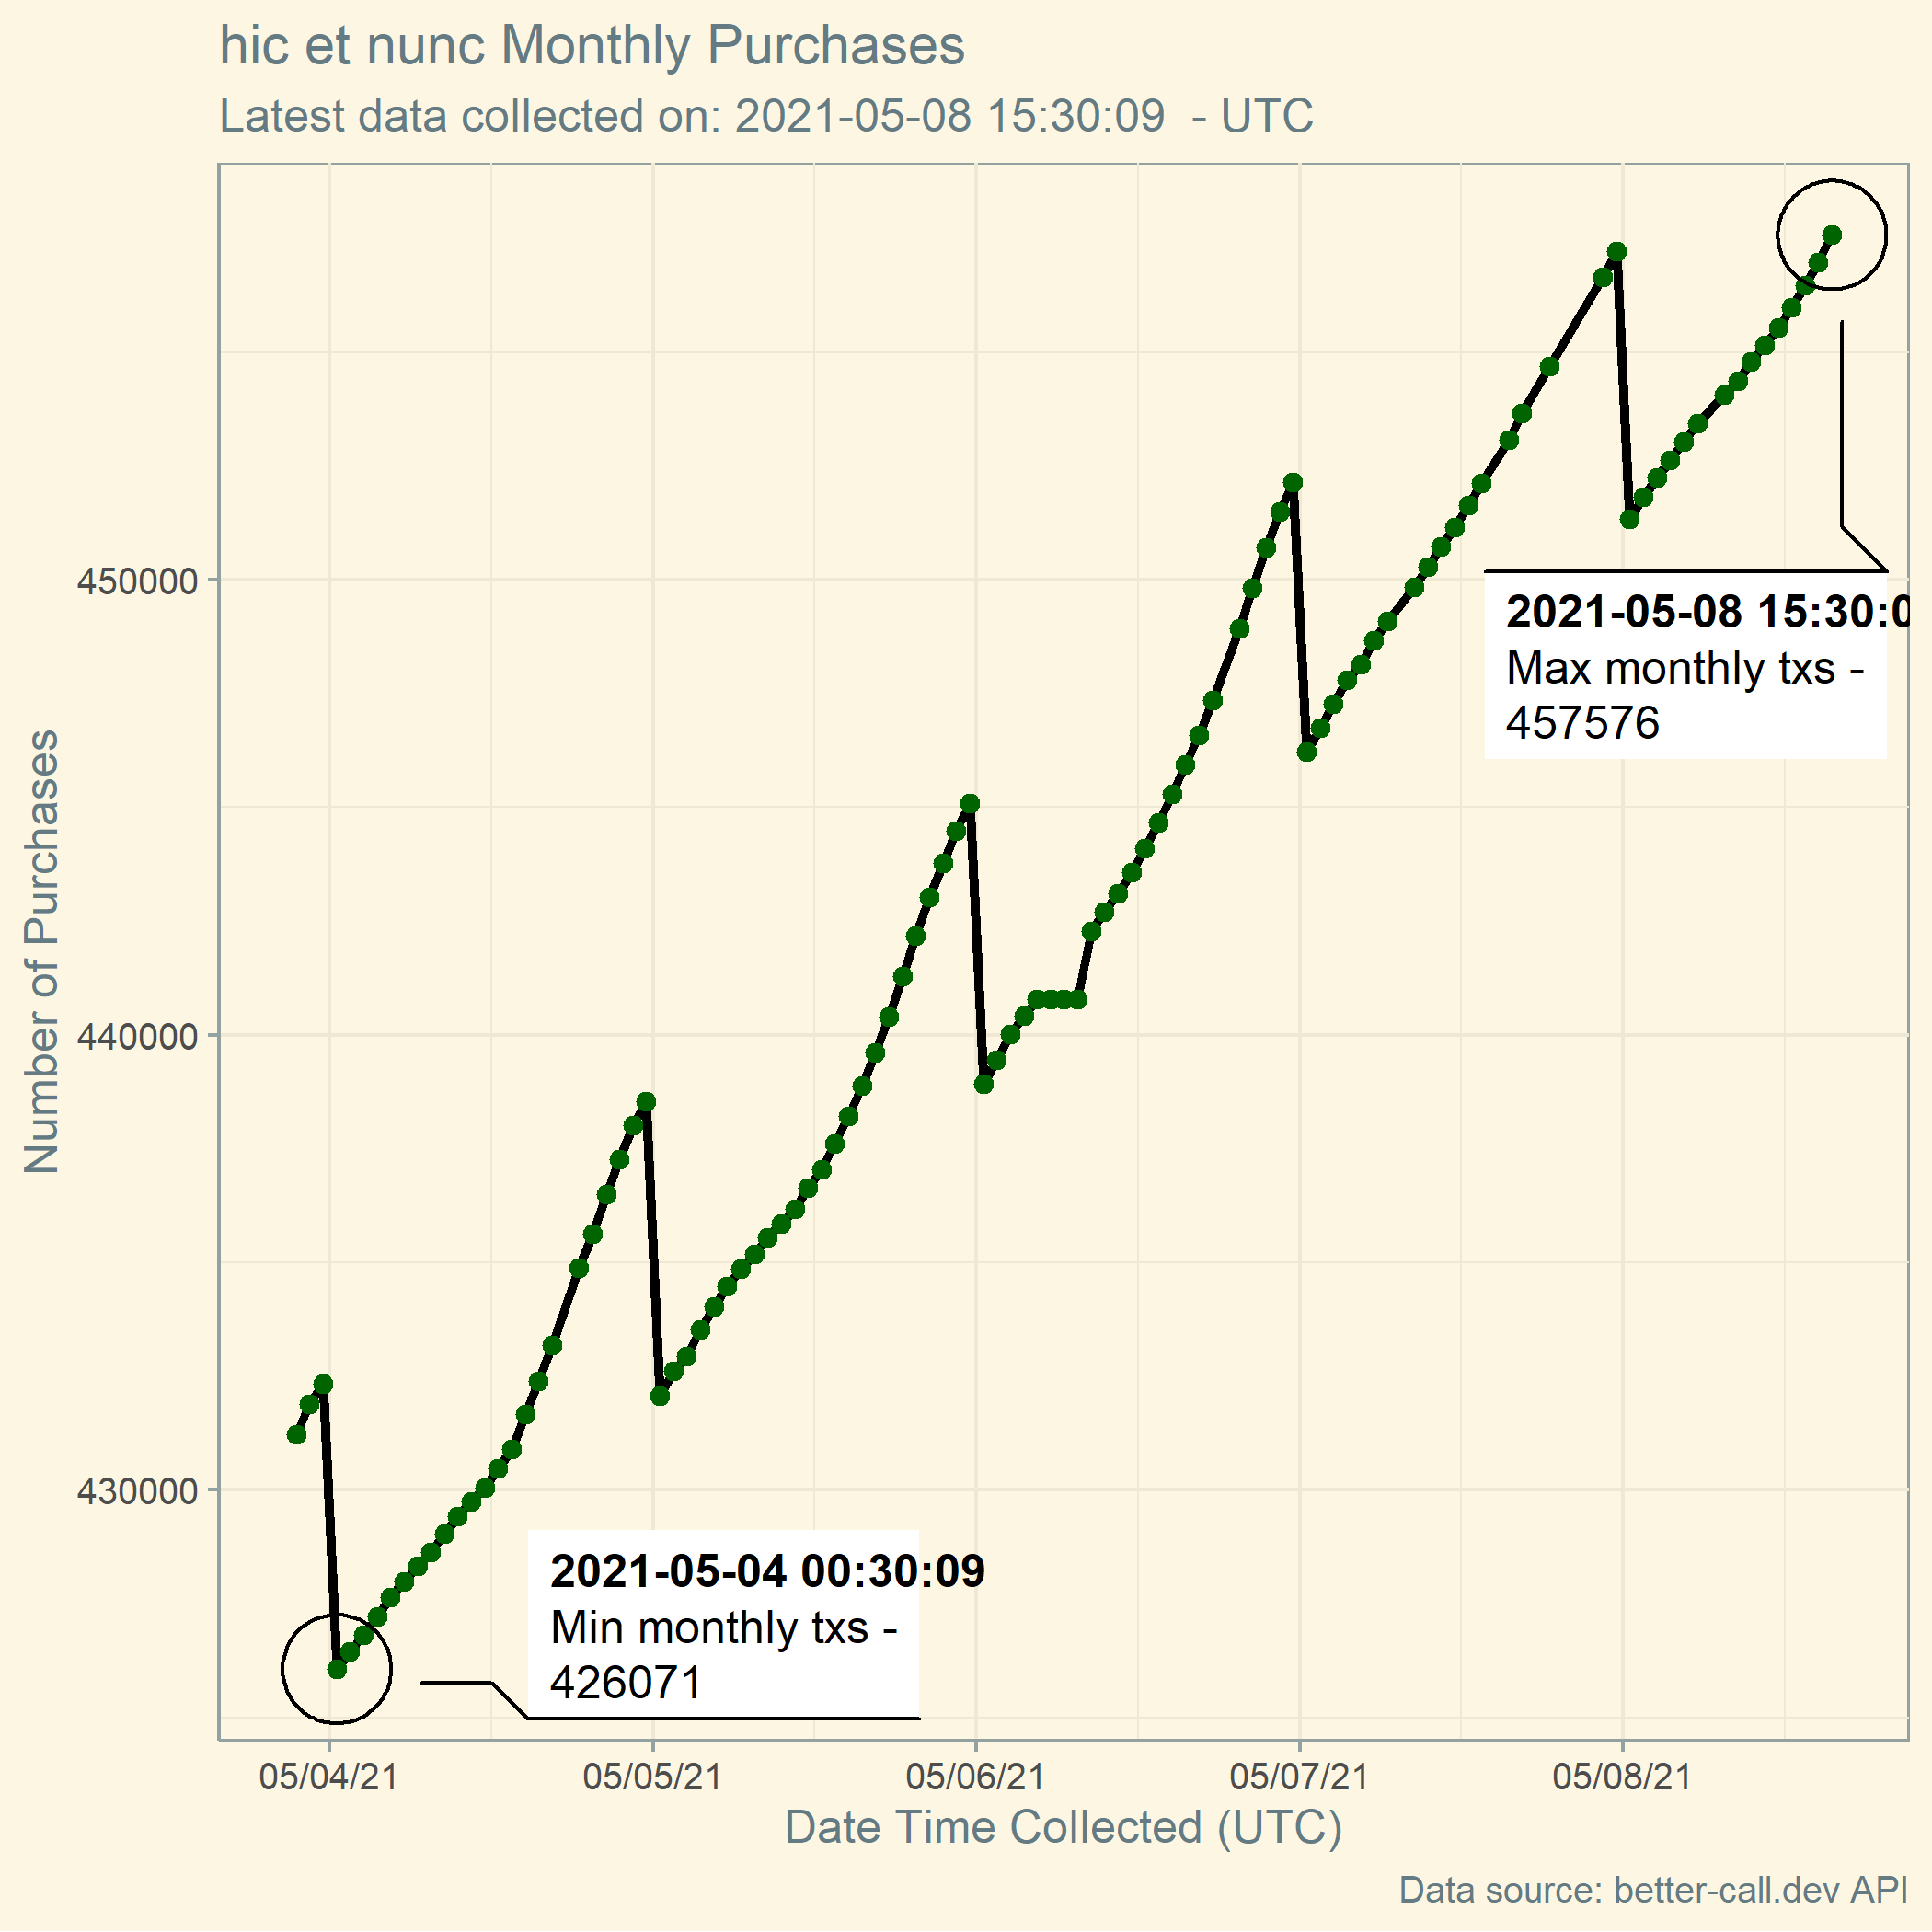 hic et nunc Monthly Purchases
Latest data collected on: 2021-05-08 15:30:09  - UTC
Number of Purchases
450000
440000
430000
2021-05-08 15:30:0
Max monthly txs -
457576
2021-05-04 00:30:09
Min monthly txs -
426071
05/04/21
05/05/21
05/06/21
05/07/21
05/08/21
Date Time Collected (UTC)
Data source: better-call.dev API